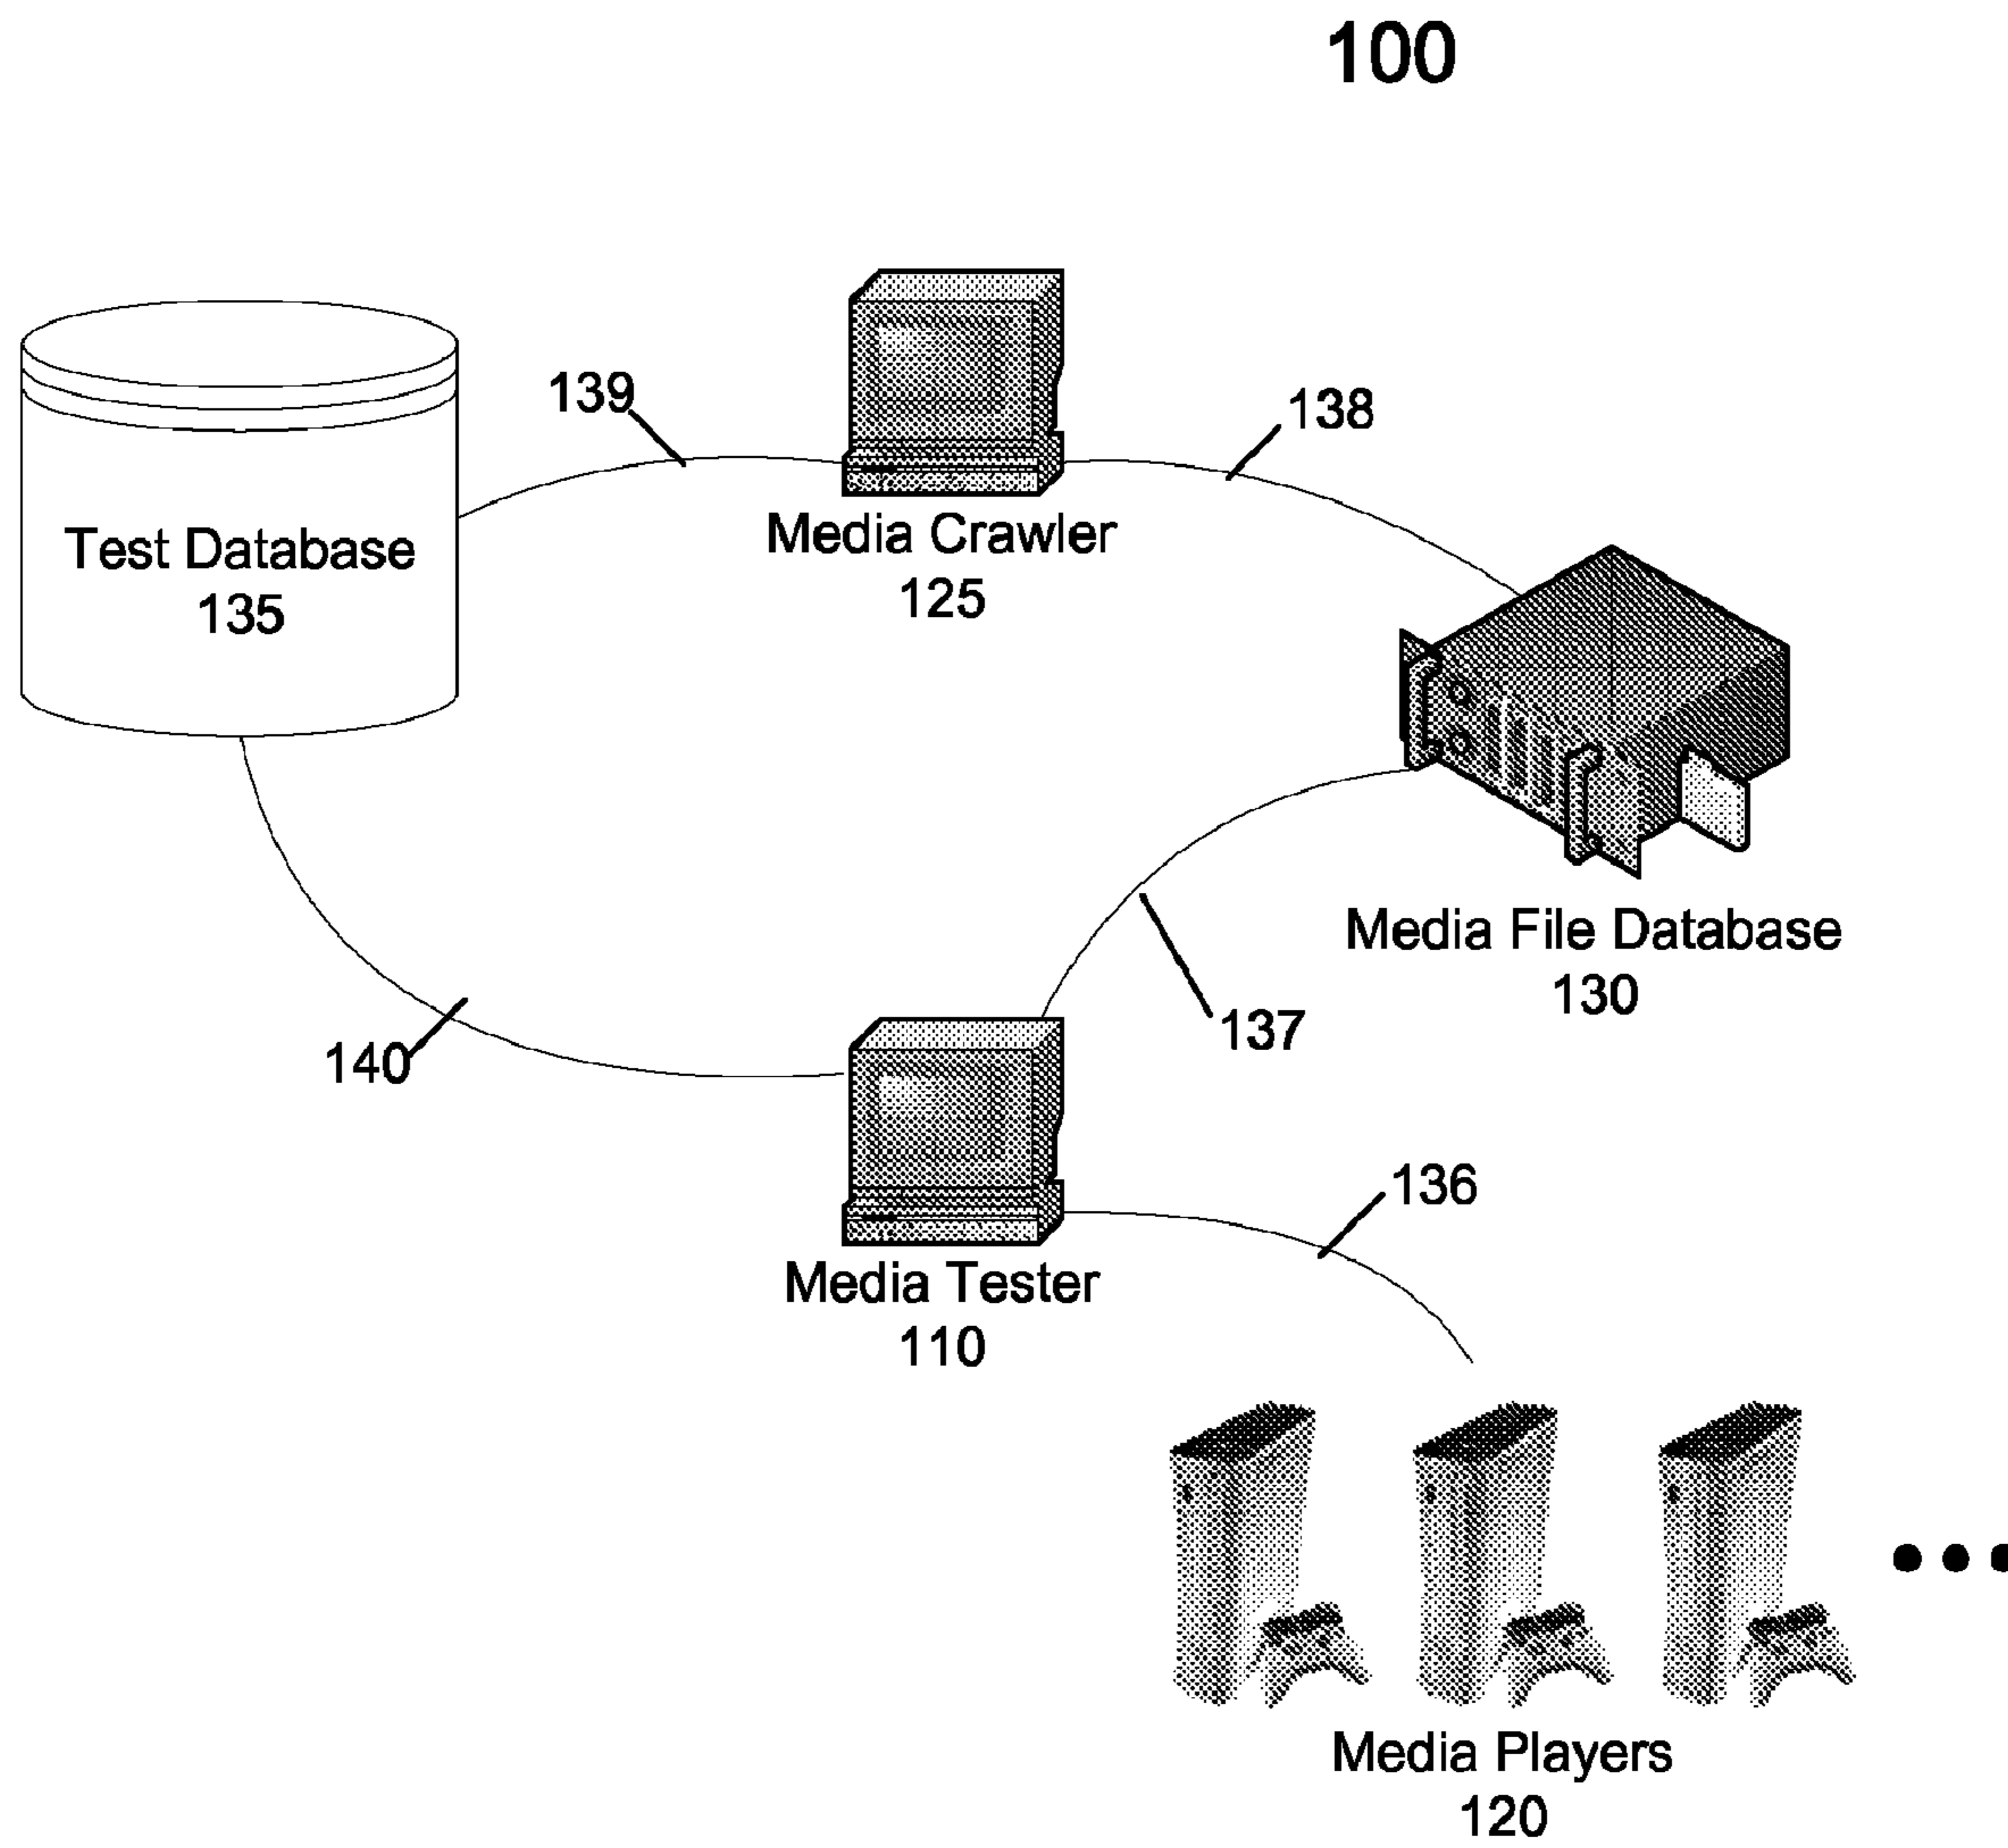 100
139
138
Test Database
135
Media Crawler
125
Media File Database
130
137
140
136
Media Tester
110
Media Players
120